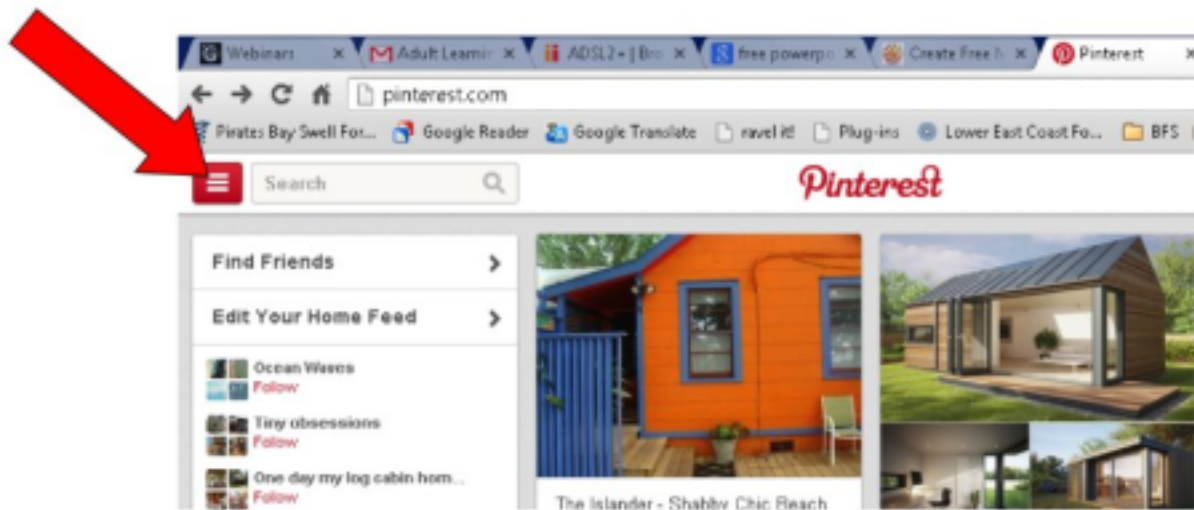 Webinars
Adult Learnin
ADSL2+ | Bro
free powerpo
Create Free N
Pinterest
pinterest.com
Pirates Bay Swell For... Google Reader Google Translate ravel it! Plug-ins Lower East Coast Fo... BFS
Search
Pinterest
Find Friends
Edit Your Home Feed
Ocean Waves
Follow
Tiny obsessions
Follow
One day my log cabin hom...
Follow
The Islander - Shabby Chic Beach